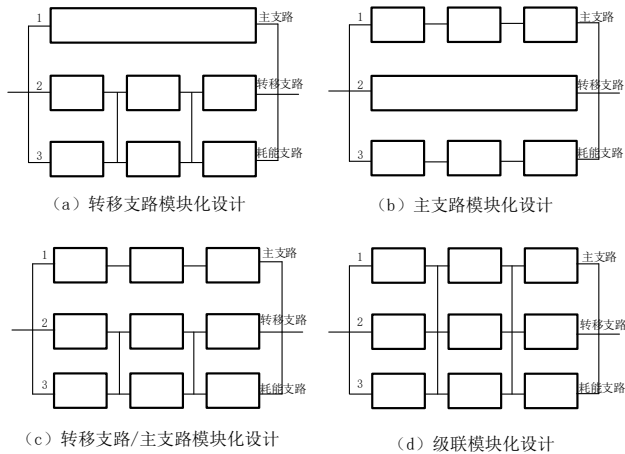 1
主支路
2
转移支路
3
耗能支路
(a) 转移支路模块化设计
1
主支路
2
转移支路
3
耗能支路
(b) 主支路模块化设计
1
主支路
2
转移支路
3
耗能支路
(c) 转移支路/主支路模块化设计
1
主支路
2
转移支路
3
耗能支路
(d) 级联模块化设计